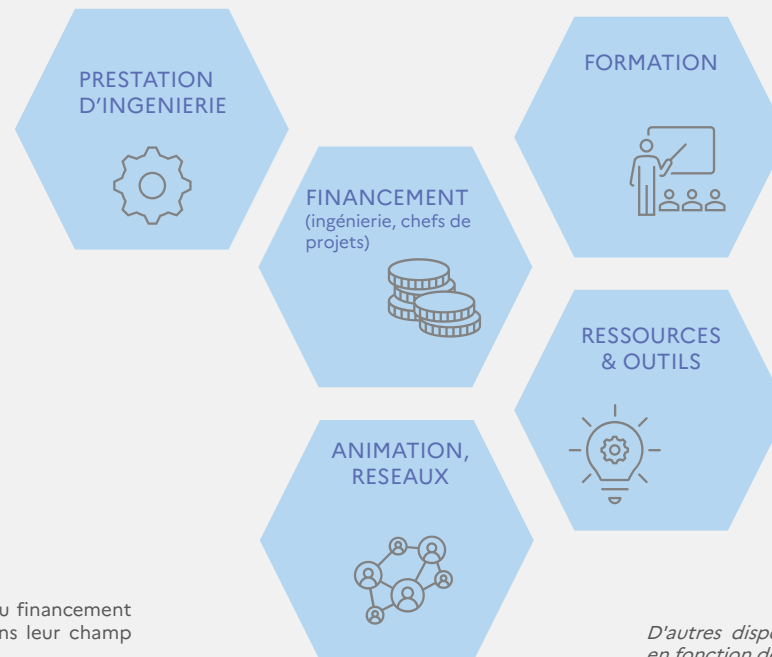 PRESTATION
D'INGENIERIE
FORMATION
FINANCEMENT
(ingénierie, chefs de
projets)
RESSOURCES
& OUTILS
ANIMATION,
RESEAUX
u financement
ns leur champ
D'autres disp
en fonction d